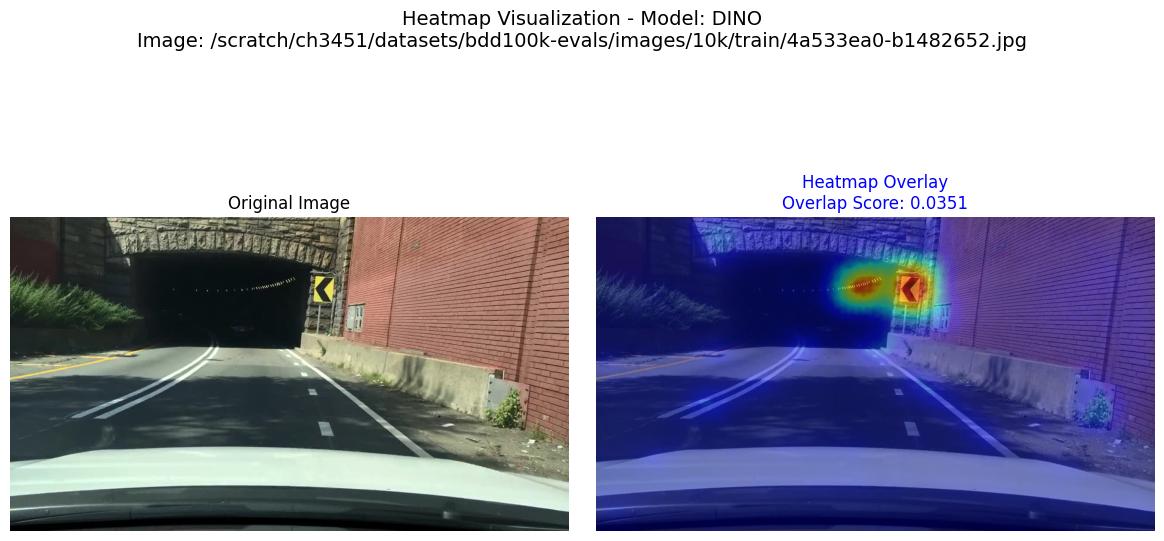 Heatmap Visualization - Model: DINO
Image: /scratch/ch3451/datasets/bdd100k-evals/images/10k/train/4a533ea0-b1482652.jpg
Original Image
Heatmap Overlay
Overlap Score: 0.0351